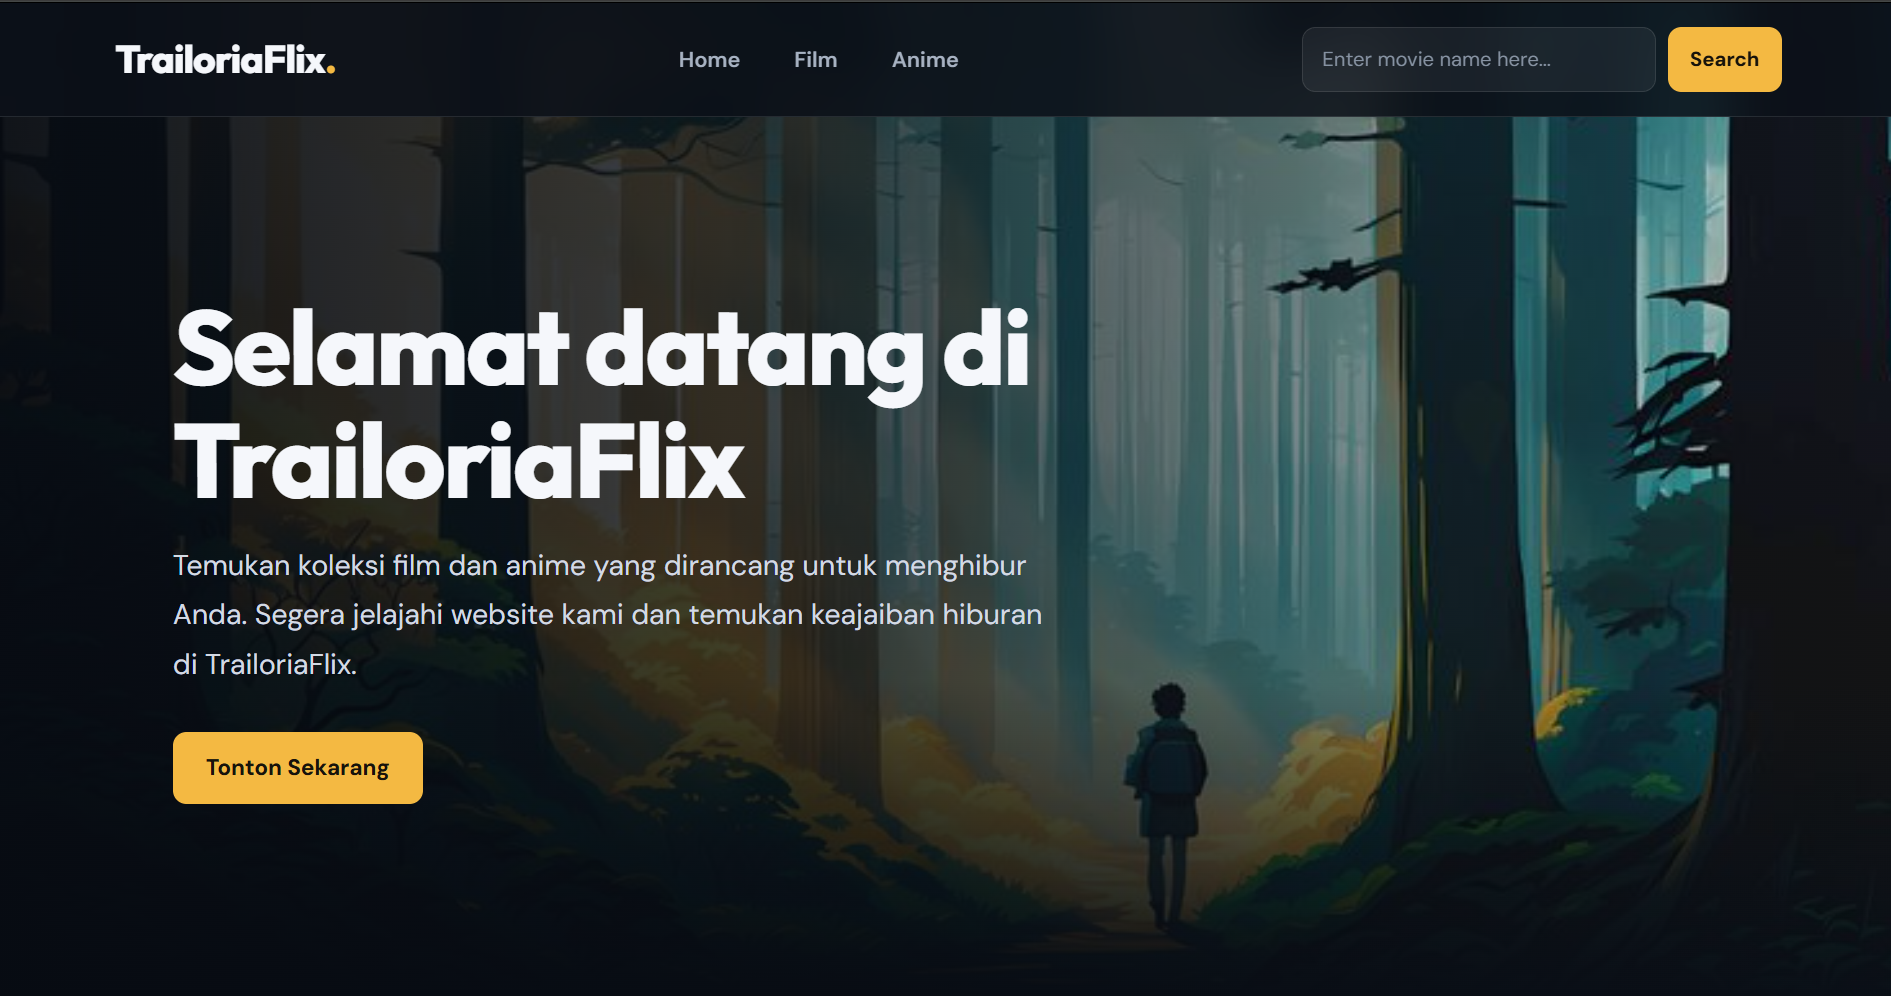 TrailoriaFlix.
Home
Film
Anime
Enter movie name here...
Search
Selamat datang di
TrailoriaFlix
Temukan koleksi film dan anime yang dirancang untuk menghibur
Anda. Segera jelajahi website kami dan temukan keajaiban hiburan
di TrailoriaFlix.
Tonton Sekarang